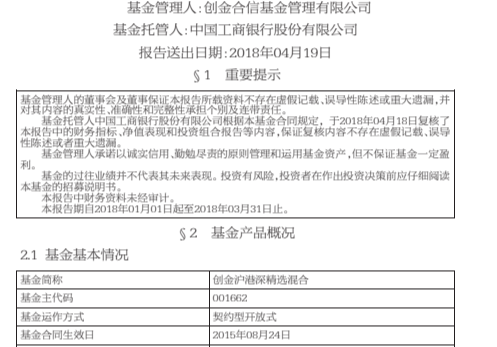 基金管理人:创金合信基金管理有限公司
基金托管人:中国工商银行股份有限公司
报告送出日期:2018年04月19日
§1 重要提示
基金管理人的董事会及董事保证本报告所载资料不存在虚假记载、误导性陈述或重大遗漏,并
对其内容的真实性、准确性和完整性承担个别及连带责任。
基金托管人中国工商银行股份有限公司根据本基金合同规定，于2018年04月18日复核了
本报告中的财务指标、净值表现和投资组合报告等内容,保证复核内容不存在虚假记载、误导
性陈述或者重大遗漏。
基金管理人承诺以诚实信用、勤勉尽责的原则管理和运用基金资产,但不保证基金一定盈
利。
基金的过往业绩并不代表其未来表现。投资有风险,投资者在作出投资决策前应仔细阅读
本基金的招募说明书。
本报告中财务资料未经审计。
本报告期自2018年01月01日起至2018年03月31日止。
§2 基金产品概况
2.1 基金基本情况
基金简称 创金沪港深精选混合
基金主代码 001662
基金运作方式 契约型开放式
基金合同生效日 2015年08月24日